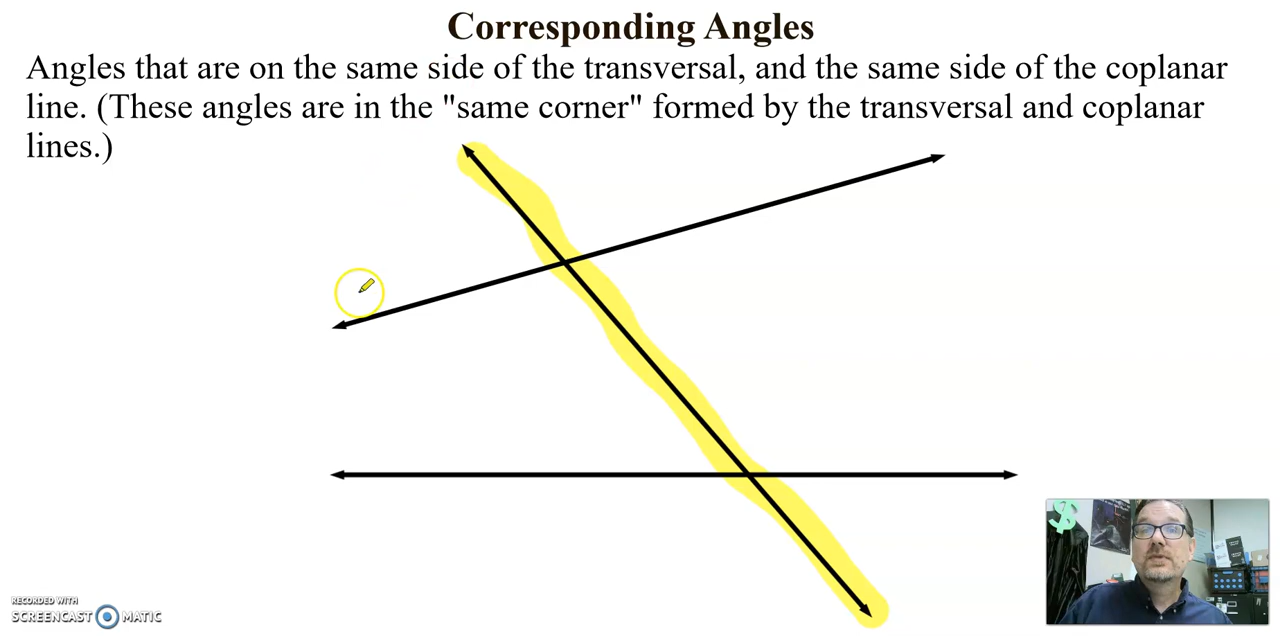 Corresponding Angles
Angles that are on the same side of the transversal, and the same side of the coplanar
line. (These angles are in the "same corner" formed by the transversal and coplanar
lines.)
$
RECORDED WITH
SCREENCAST MATIC